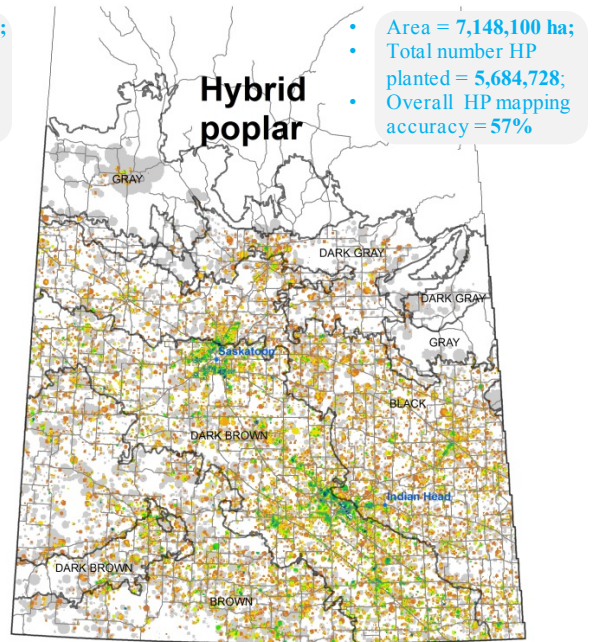 ;
Hybrid
poplar
• Area = 7,148,100 ha;
• Total number HP
planted = 5,684,728;
• Overall HP mapping
accuracy = 57%
GRAY
DARK GRAY
DARK GRAY
GRAY
Saskatoon
BLACK
DARK BROWN
Indian Head
DARK BROWN
BROWN